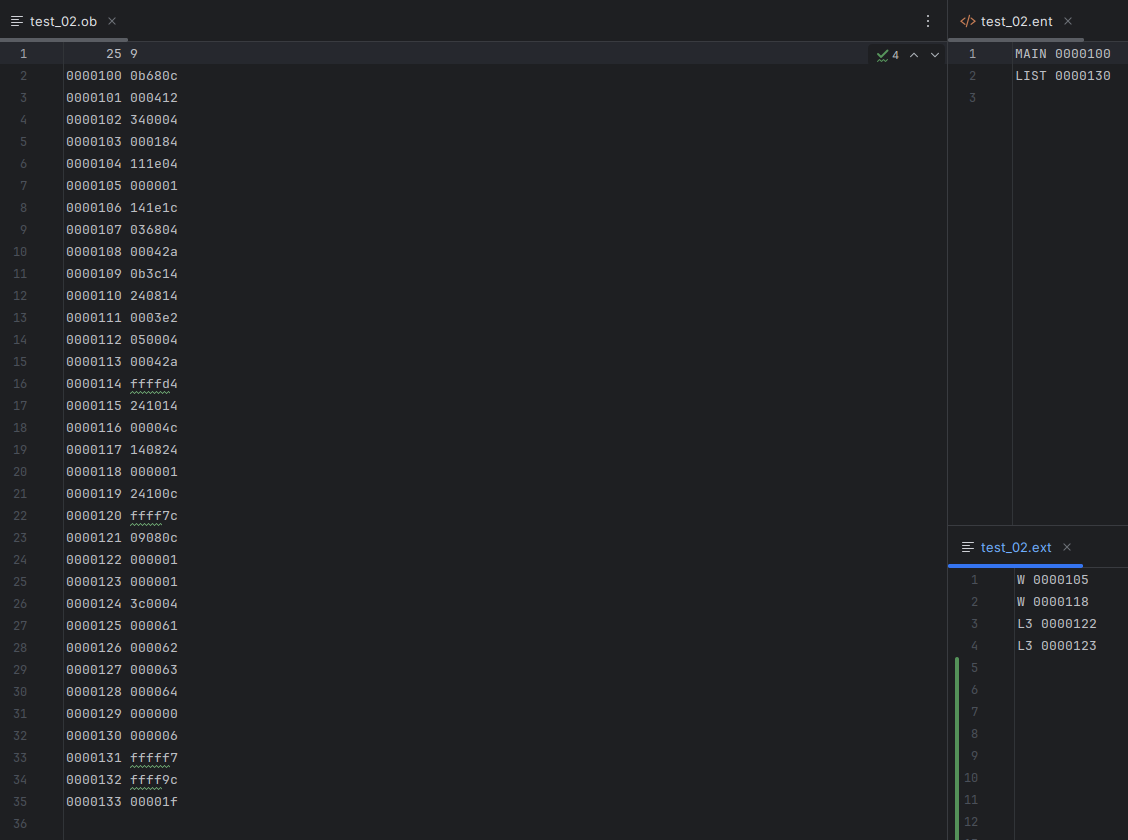 test_02.ob
1 25 9
2 0000100 0b680c
3 0000101 000412
4 0000102 340004
5 0000103 000184
6 0000104 111e04
7 0000105 000001
8 0000106 141e1c
9 0000107 036804
10 0000108 00042a
11 0000109 0b3c14
12 0000110 240814
13 0000111 0003e2
14 0000112 050004
15 0000113 00042a
16 0000114 ffffd4
17 0000115 241014
18 0000116 00004c
19 0000117 140824
20 0000118 000001
21 0000119 24100c
22 0000120 ffff7c
23 0000121 09080c
24 0000122 000001
25 0000123 000001
26 0000124 3c0004
27 0000125 000061
28 0000126 000062
29 0000127 000063
30 0000128 000064
31 0000129 000000
32 0000130 000006
33 0000131 fffff7
34 0000132 ffff9c
35 0000133 00001f
36
4
test_02.ent
1 MAIN 0000100
2 LIST 0000130
3
test_02.ext
1 W 0000105
2 W 0000118
3 L3 0000122
4 L3 0000123
5
6
7
8
9
10
11
12